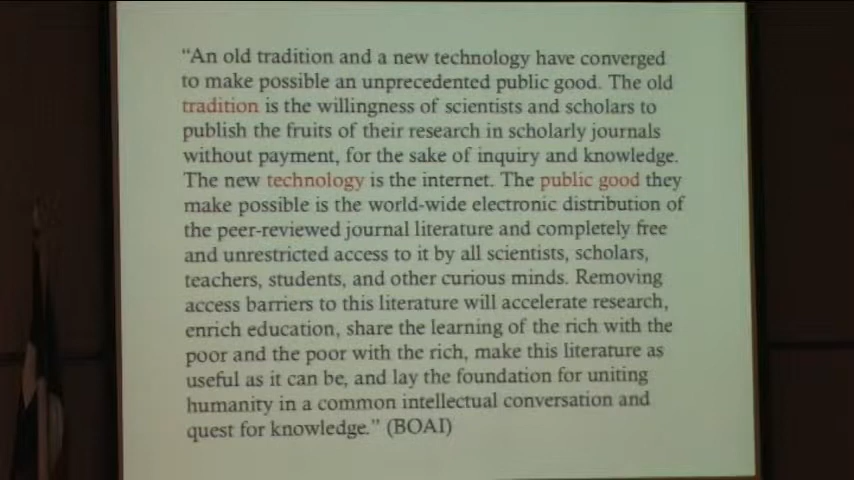 “An old tradition and a new technology have converged
to make possible an unprecedented public good. The old
tradition is the willingness of scientists and scholars to
publish the fruits of their research in scholarly journals
without payment, for the sake of inquiry and knowledge.
The new technology is the internet. The public good they
make possible is the world-wide electronic distribution of
the peer-reviewed journal literature and completely free
and unrestricted access to it by all scientists, scholars,
teachers, students, and other curious minds. Removing
access barriers to this literature will accelerate research,
enrich education, share the learning of the rich with the
poor and the poor with the rich, make this literature as
useful as it can be, and lay the foundation for uniting
humanity in a common intellectual conversation and
quest for knowledge.” (BOAI)